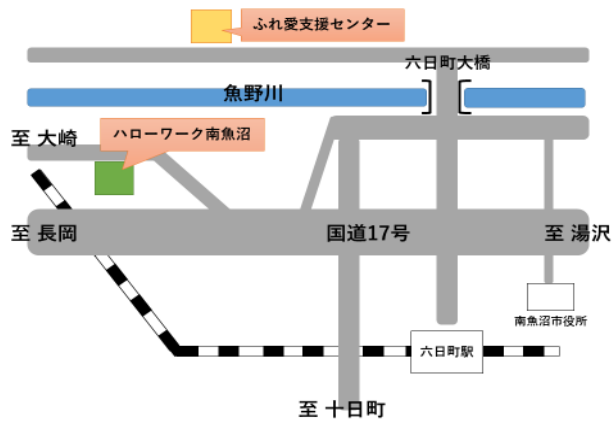 ふれ愛支援センター
六日町大橋
魚野川
ハローワーク南魚沼
至 大崎
至 長岡
国道17号
至 湯沢
南魚沼市役所
六日町駅
至 十日町